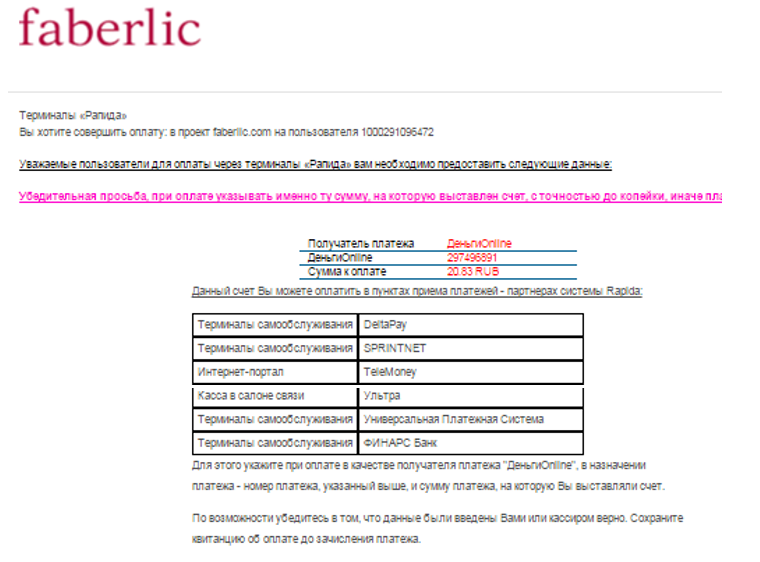 faberlic
Терминалы «Рапида»
Вы хотите совершить оплату: в проект faberlic.com на пользователя 1000291096472
Уважаемые пользователи для оплаты через терминалы «Рапида» вам необходимо предоставить следующие данные:
Убедительная просьба, при оплате указывать именно ту сумму, на которую выставлен счет, с точностью до копейки, иначе пла
Получатель платежа ДеньгиOnline
ДеньгиOnline 297496891
Сумма к оплате 20.83 RUB
Данный счет Вы можете оплатить в пунктах приема платежей - партнерах системы Rapida:
Терминалы самообслуживания DeltaPay
Терминалы самообслуживания SPRINTNET
Интернет-портал TeleMoney
Касса в салоне связи Ультра
Терминалы самообслуживания Универсальная Платежная Система
Терминалы самообслуживания ФИНАРС Банк
Для этого укажите при оплате в качестве получателя платежа "ДеньгиOnline", в назначении
платежа - номер платежа, указанный выше, и сумму платежа, на которую Вы выставляли счет.
По возможности убедитесь в том, что данные были введены Вами или кассиром верно. Сохраните
квитанцию об оплате до зачисления платежа.